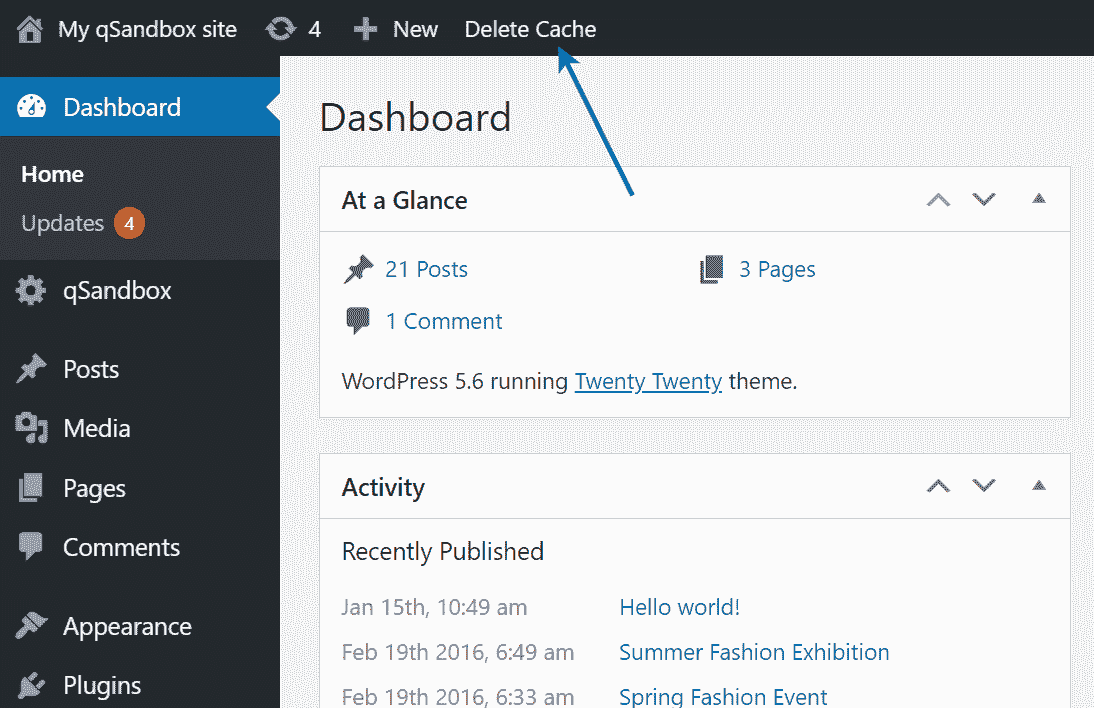 My qSandbox site 4 New Delete Cache
Dashboard
Home
Updates 4
qSandbox
Posts
Media
Pages
Comments
Appearance
Plugins
Dashboard
At a Glance
21 Posts 3 Pages
1 Comment
WordPress 5.6 running Twenty Twenty theme.
Activity
Recently Published
Jan 15th, 10:49 am Hello world!
Feb 19th 2016, 6:49 am Summer Fashion Exhibition
Feb 19th 2016, 6:33 am Spring Fashion Event